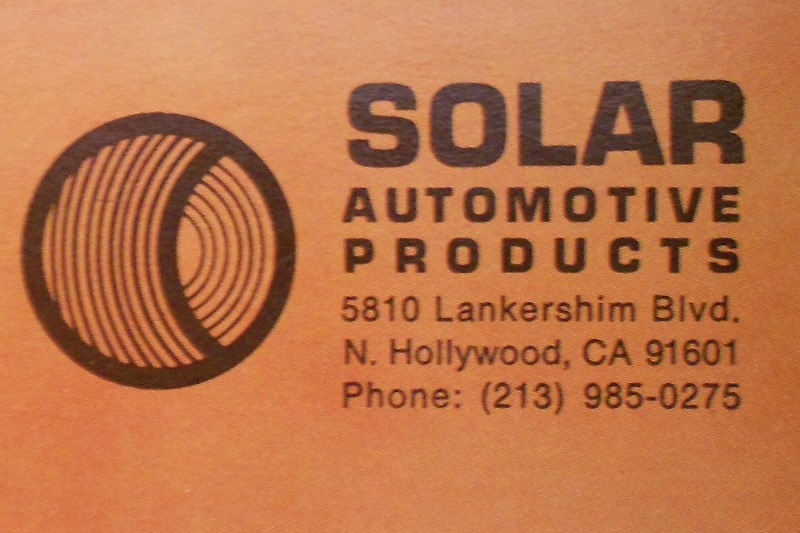 SOLAR
AUTOMOTIVE
PRODUCTS
5810 Lankershim Blvd.
N. Hollywood, CA 91601
Phone: (213) 985-0275